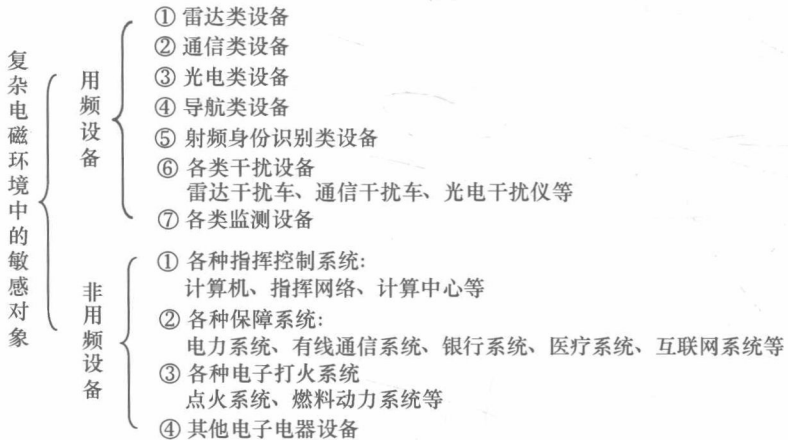 复杂电磁环境中的敏感对象
用频设备
① 雷达类设备
② 通信类设备
③ 光电类设备
④ 导航类设备
⑤ 射频身份识别类设备
⑥ 各类干扰设备
雷达干扰车、通信干扰车、光电干扰仪等
⑦ 各类监测设备
非用频设备
① 各种指挥控制系统:
计算机、指挥网络、计算中心等
② 各种保障系统:
电力系统、有线通信系统、银行系统、医疗系统、互联网系统等
③ 各种电子打火系统
点火系统、燃料动力系统等
④ 其他电子电器设备